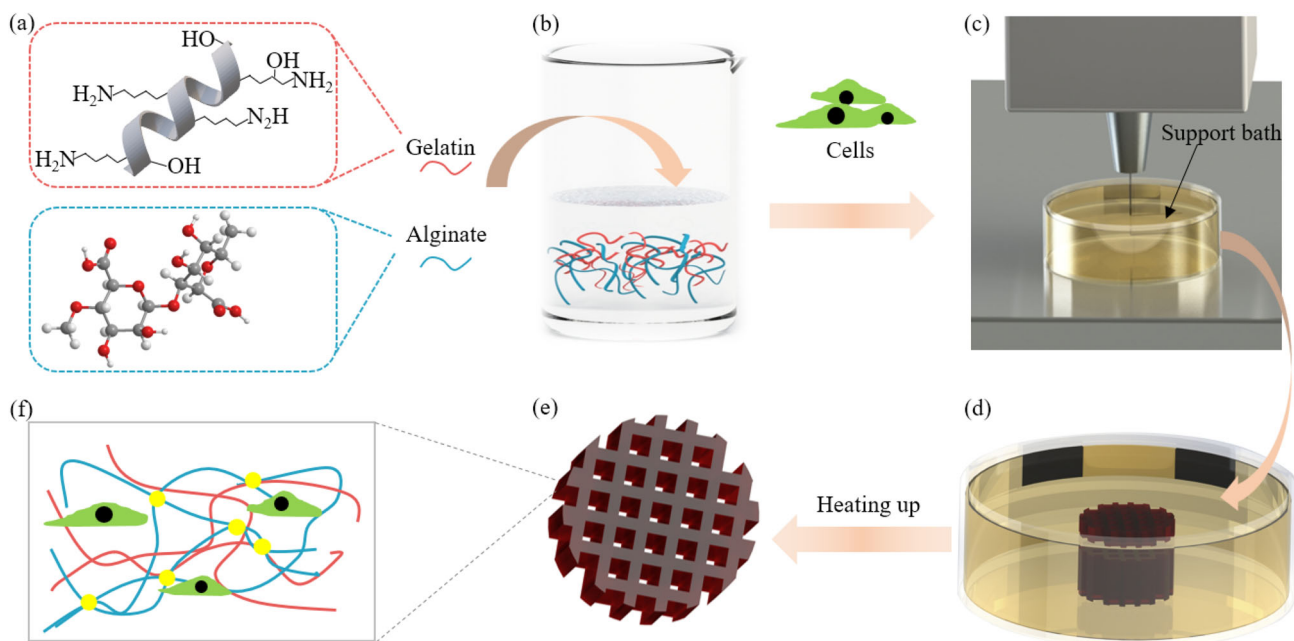 (a)
HO
OH
NH2
H2N
N2H
H2N
OH
Gelatin
Alginate
(b)
Cells
(c)
Support bath
(d)
Heating up
(e)
(f)